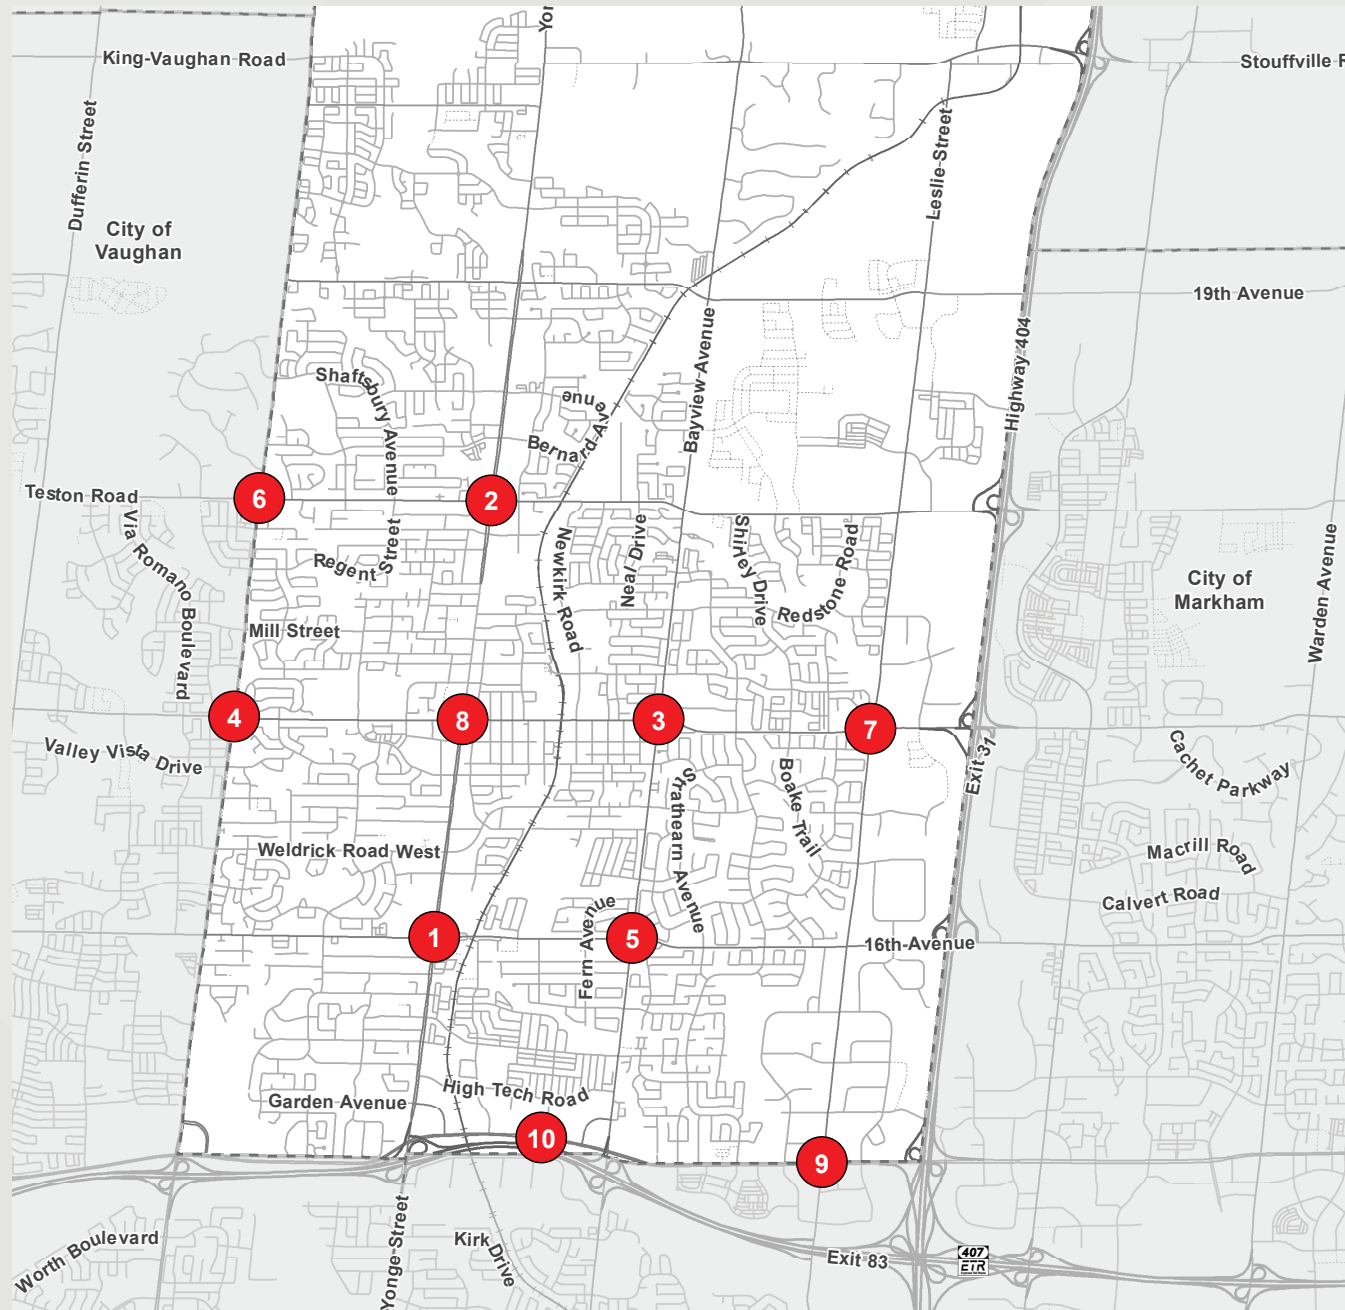 Yon
King-Vaughan Road
Stouffville R
Dufferin Street
Leslie Street
City of
Vaughan
19th Avenue
Highway 404
Bayview Avenue
Shaftsbury Avenue
Bernard Avenue
enue
Teston Road
6
2
Via Romano Boulevard
Regent Street
Newkirk Road
Neal Drive
Shirley Drive
Redstone Road
City of
Markham
Warden Avenue
Mill Street
4
8
3
7
Valley Vista Drive
Exit 31
Cachet Parkway
Strathearn Avenue
Boake Trail
Weldrick Road West
Macrill Road
Calvert Road
1
5
Fern Avenue
16th Avenue
High Tech Road
Garden Avenue
10
9
Yonge Street
Worth Boulevard
Kirk Drive
Exit 83
407
ETR